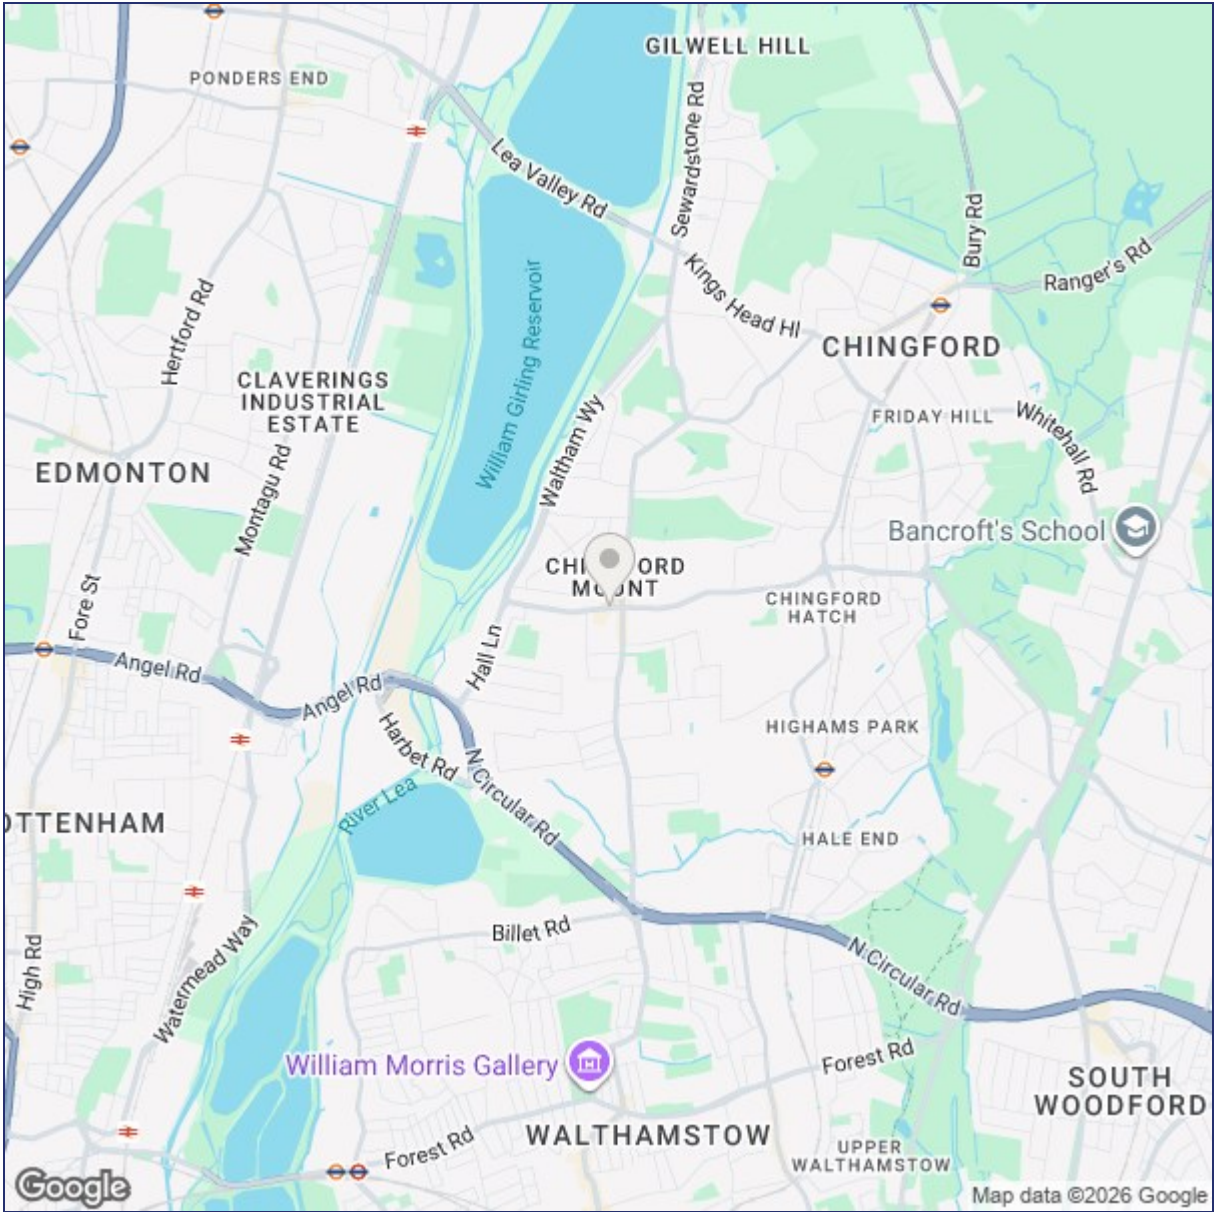 GILWELL HILL
PONDERS END
Sewardstone Rd
Lea Valley Rd
Bury Rd
Ranger's Rd
Kings Head Hl
Hertford Rd
William Girling Reservoir
CHINGFORD
CLAVERINGS
INDUSTRIAL
ESTATE
Waltham Wy
FRIDAY HILL
Whitehall Rd
EDMONTON
Montagu Rd
Bancroft's School
MOUNT
CHINGFORD
HATCH
Fore St
Hall Ln
Angel Rd
Angel Rd
Harbet Rd
N Circular Rd
HIGHAMS PARK
River Lea
OTTENHAM
HALE END
Billet Rd
High Rd
Watermead Way
N Circular Rd
William Morris Gallery
Forest Rd
SOUTH
WOODFORD
WALTHAMSTOW
Forest Rd
UPPER
WALTHAMSTOW
Google
Map data ©2026 Google